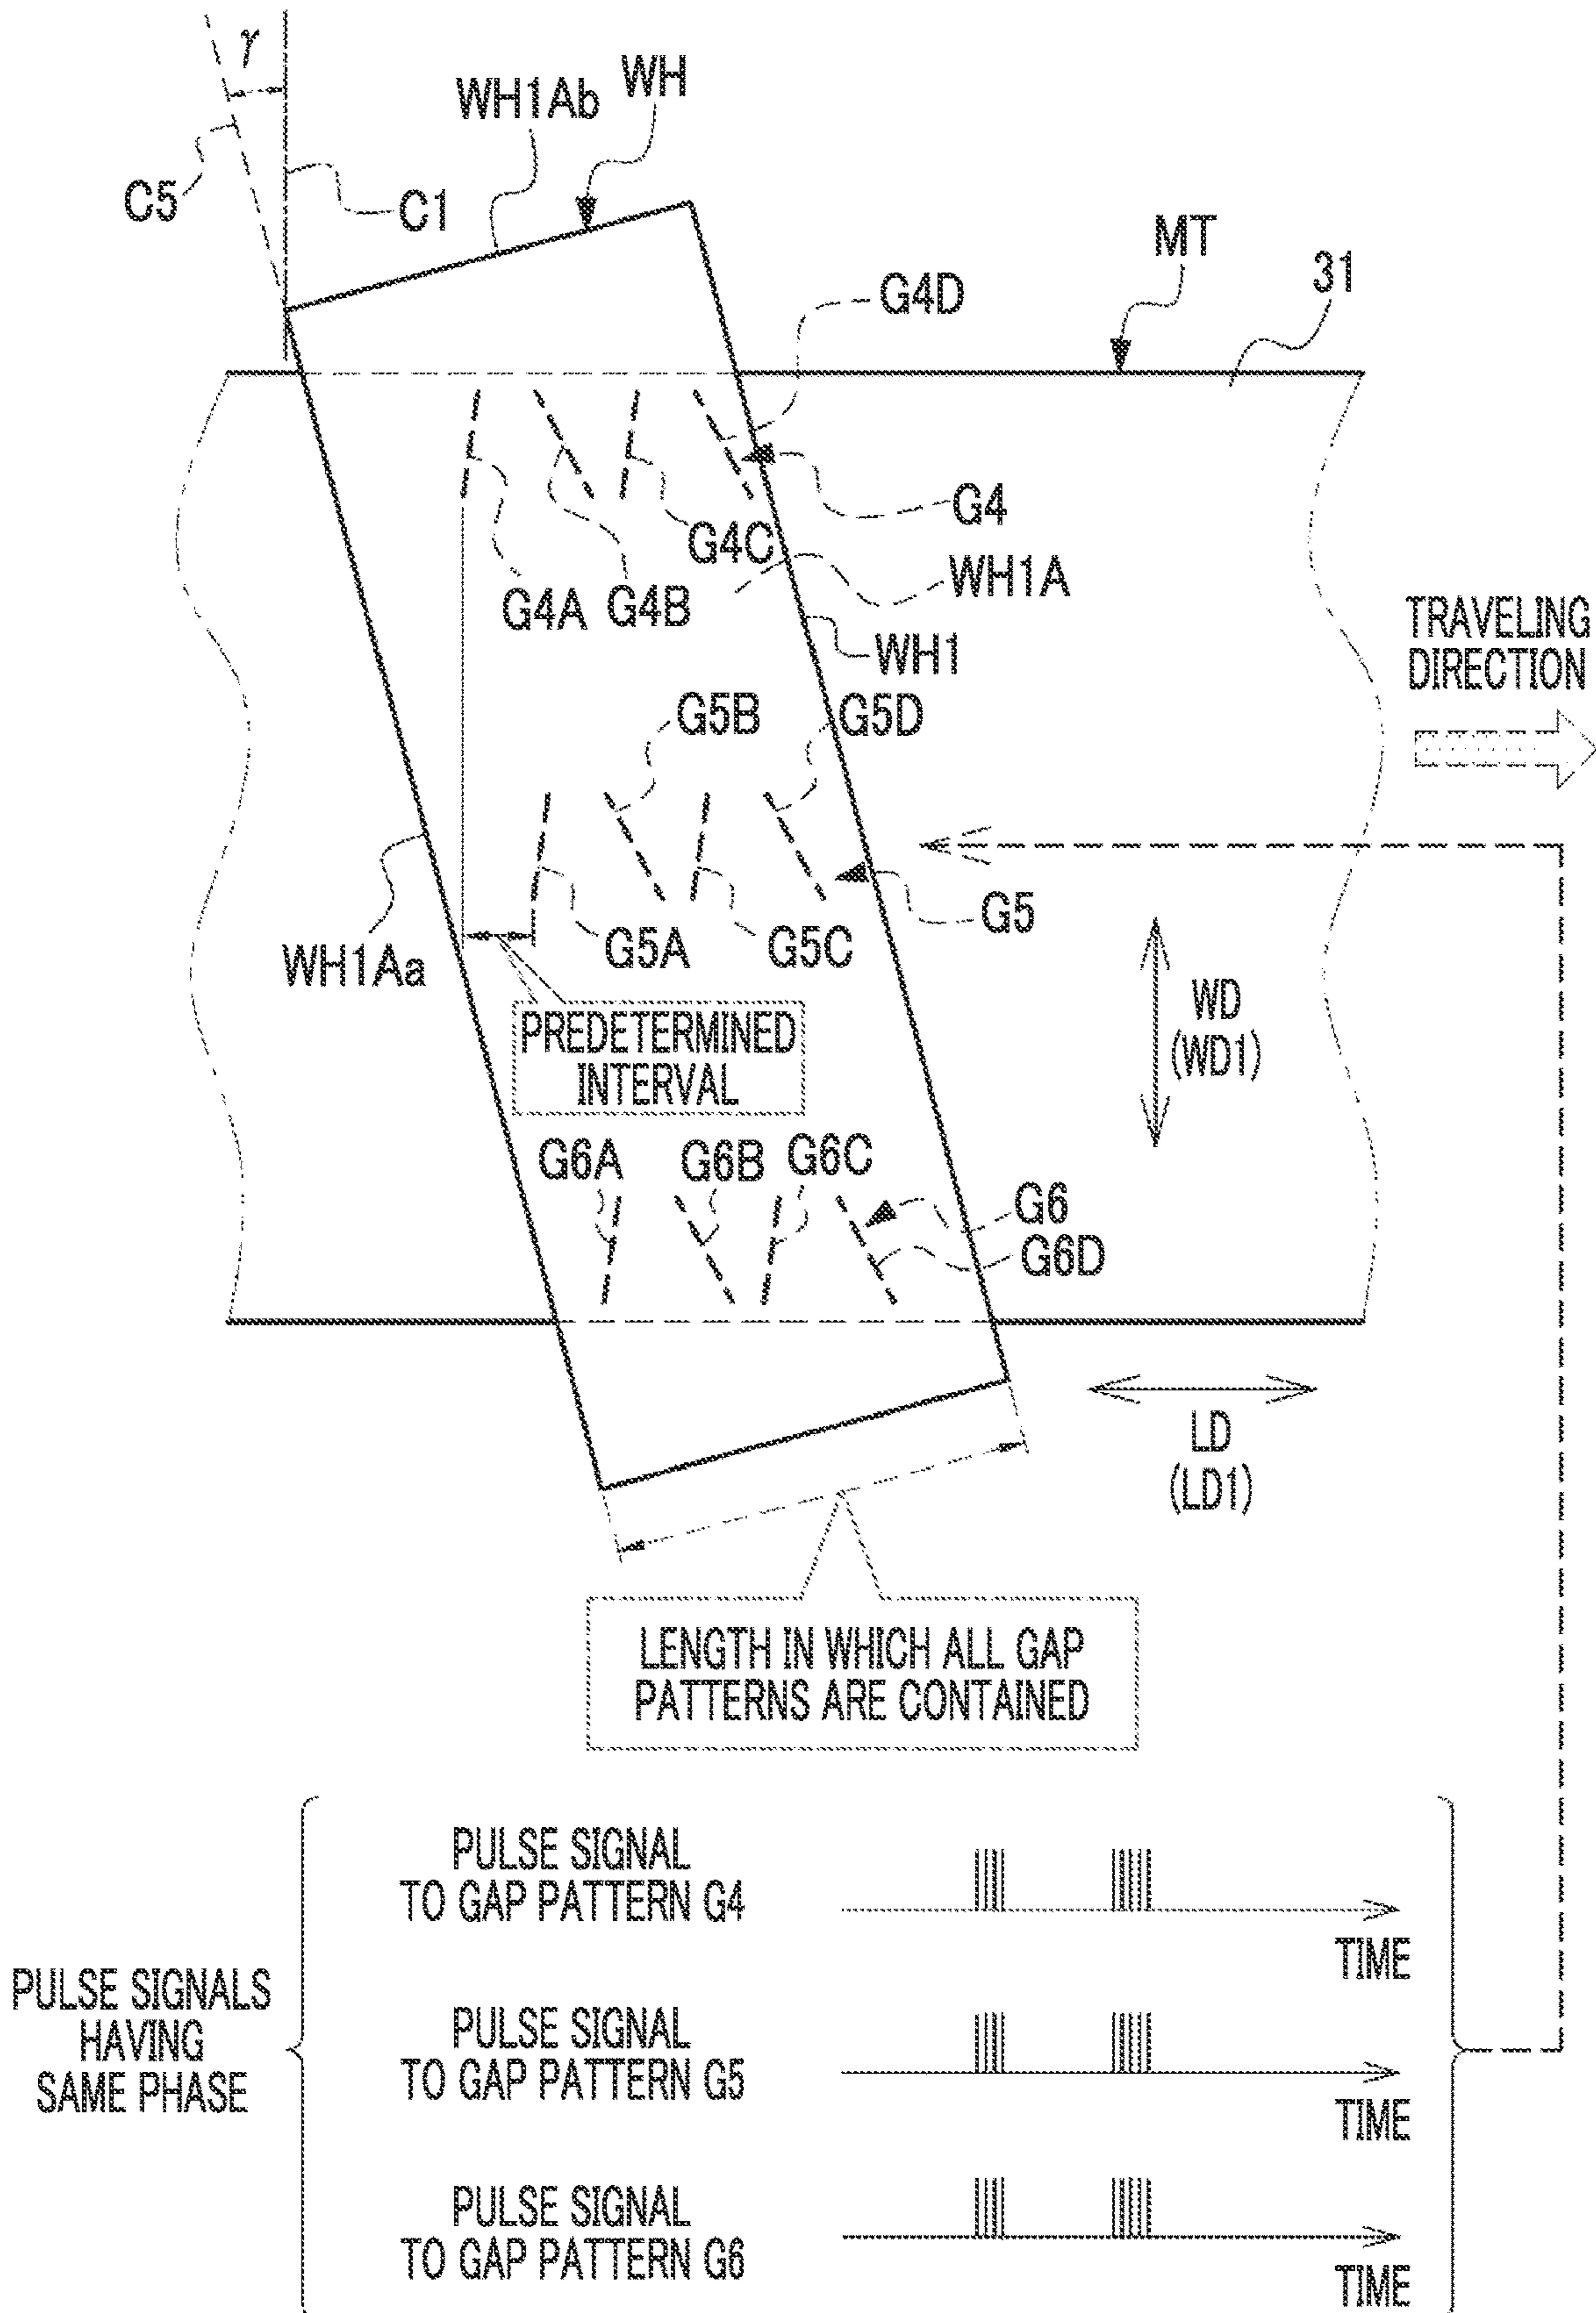 γ
WH1Ab
WH
C5
C1
MT
31
G4D
G4
G4C
G4A
G4B
WH1A
WH1
TRAVELING
DIRECTION
G5B
G5D
G5
G5A
G5C
WH1Aa
WD
(WD1)
PREDETERMINED
INTERVAL
G6A
G6B
G6C
G6
G6D
LD
(LD1)
LENGTH IN WHICH ALL GAP
PATTERNS ARE CONTAINED
PULSE SIGNAL
TO GAP PATTERN G4
TIME
PULSE SIGNALS
HAVING
SAME PHASE
PULSE SIGNAL
TO GAP PATTERN G5
TIME
PULSE SIGNAL
TO GAP PATTERN G6
TIME